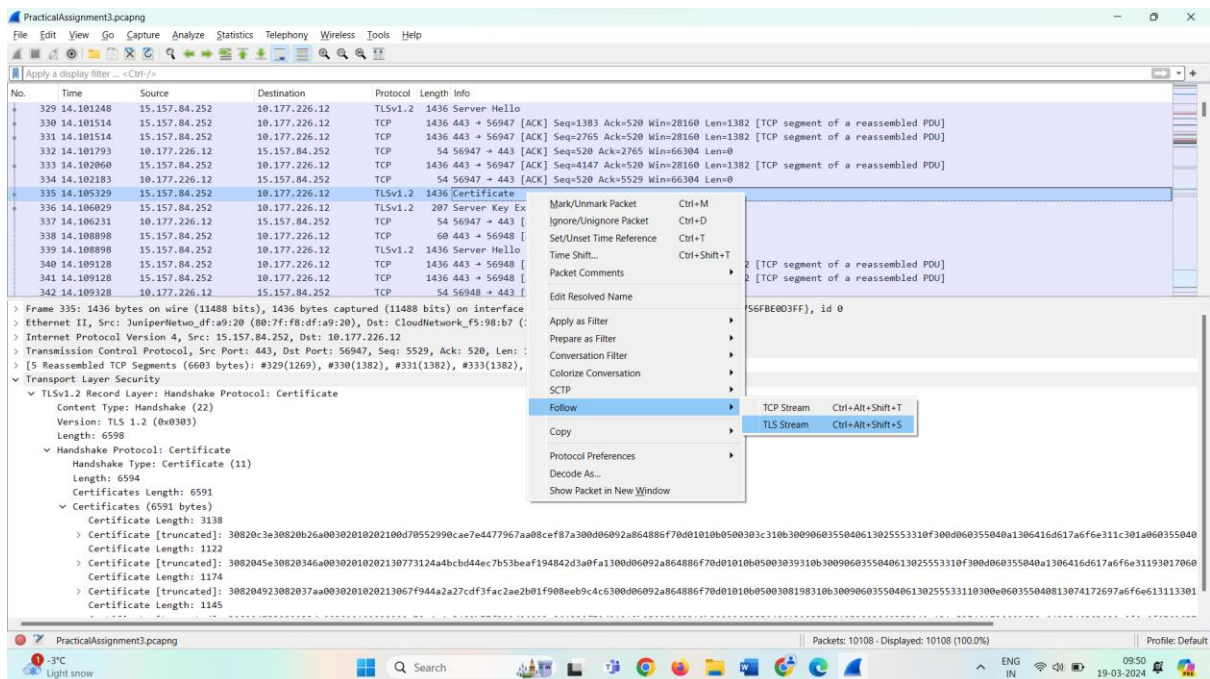 PracticalAssignment3.pcapng
File Edit View Go Capture Analyze Statistics Telephony Wireless Tools Help
Apply a display filter ... <Ctrl-/>
No. Time Source Destination Protocol Length Info
329 14.101248 15.157.84.252 10.177.226.12 TLSv1.2 1436 Server Hello
330 14.101514 15.157.84.252 10.177.226.12 TCP 1436 443 → 56947 [ACK] Seq=1383 Ack=520 Win=28160 Len=1382 [TCP segment of a reassembled PDU]
331 14.101514 15.157.84.252 10.177.226.12 TCP 1436 443 → 56947 [ACK] Seq=2765 Ack=520 Win=28160 Len=1382 [TCP segment of a reassembled PDU]
332 14.101793 10.177.226.12 15.157.84.252 TCP 54 56947 → 443 [ACK] Seq=520 Ack=2765 Win=66304 Len=0
333 14.102060 15.157.84.252 10.177.226.12 TCP 1436 443 → 56947 [ACK] Seq=4147 Ack=520 Win=28160 Len=1382 [TCP segment of a reassembled PDU]
334 14.102183 10.177.226.12 15.157.84.252 TCP 54 56947 → 443 [ACK] Seq=520 Ack=5529 Win=66304 Len=0
335 14.105329 15.157.84.252 10.177.226.12 TLSv1.2 1436 Certificate
336 14.106029 15.157.84.252 10.177.226.12 TLSv1.2 207 Server Key Ex
337 14.106231 10.177.226.12 15.157.84.252 TCP 54 56947 → 443 [
338 14.108898 15.157.84.252 10.177.226.12 TCP 60 443 → 56948 [
339 14.108898 15.157.84.252 10.177.226.12 TLSv1.2 1436 Server Hello
340 14.109128 15.157.84.252 10.177.226.12 TCP 1436 443 → 56948 [ 2 [TCP segment of a reassembled PDU]
341 14.109128 15.157.84.252 10.177.226.12 TCP 1436 443 → 56948 [ 2 [TCP segment of a reassembled PDU]
342 14.109328 10.177.226.12 15.157.84.252 TCP 54 56948 → 443 [
Mark/Unmark Packet Ctrl+M
Ignore/Unignore Packet Ctrl+D
Set/Unset Time Reference Ctrl+T
Time Shift... Ctrl+Shift+T
Packet Comments
Edit Resolved Name
Apply as Filter
Prepare as Filter
Conversation Filter
Colorize Conversation
SCTP
Follow
TCP Stream Ctrl+Alt+Shift+T
TLS Stream Ctrl+Alt+Shift+S
Copy
Protocol Preferences
Decode As...
Show Packet in New Window
Frame 335: 1436 bytes on wire (11488 bits), 1436 bytes captured (11488 bits) on interface 756FBE0D3FF}, id 0
Ethernet II, Src: JuniperNetwo_df:a9:20 (80:7f:f8:df:a9:20), Dst: CloudNetwork_f5:98:b7 (
Internet Protocol Version 4, Src: 15.157.84.252, Dst: 10.177.226.12
Transmission Control Protocol, Src Port: 443, Dst Port: 56947, Seq: 5529, Ack: 520, Len:
[5 Reassembled TCP Segments (6603 bytes): #329(1269), #330(1382), #331(1382), #333(1382),
Transport Layer Security
TLSv1.2 Record Layer: Handshake Protocol: Certificate
Content Type: Handshake (22)
Version: TLS 1.2 (0x0303)
Length: 6598
Handshake Protocol: Certificate
Handshake Type: Certificate (11)
Length: 6594
Certificates Length: 6591
Certificates (6591 bytes)
Certificate Length: 3138
Certificate [truncated]:
Certificate Length: 1122
Certificate [truncated]:
Certificate Length: 1174
Certificate [truncated]:
Certificate Length: 1145
PracticalAssignment3.pcapng Packets: 10108 · Displayed: 10108 (100.0%) Profile: Default
1 -3°C
Light snow
Search
ENG
IN
09:50
19-03-2024